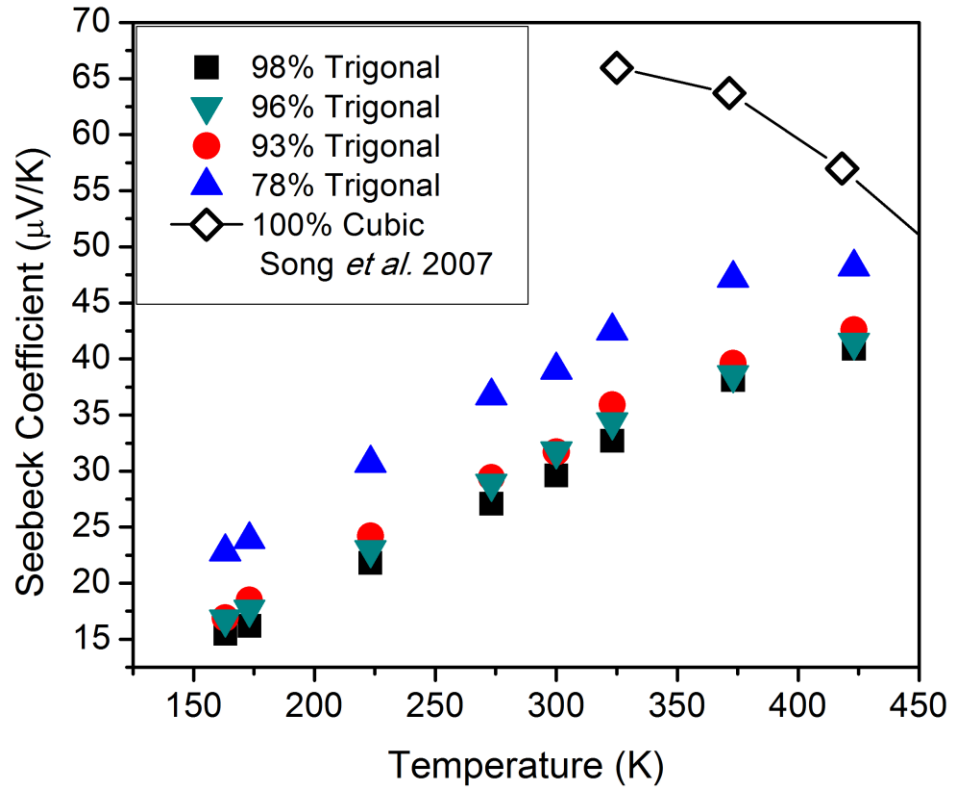 70
65
60
55
50
45
40
35
30
25
20
15
Seebeck Coefficient (μV/K)
98% Trigonal
96% Trigonal
93% Trigonal
78% Trigonal
100% Cubic
Song et al. 2007
150 200 250 300 350 400 450
Temperature (K)